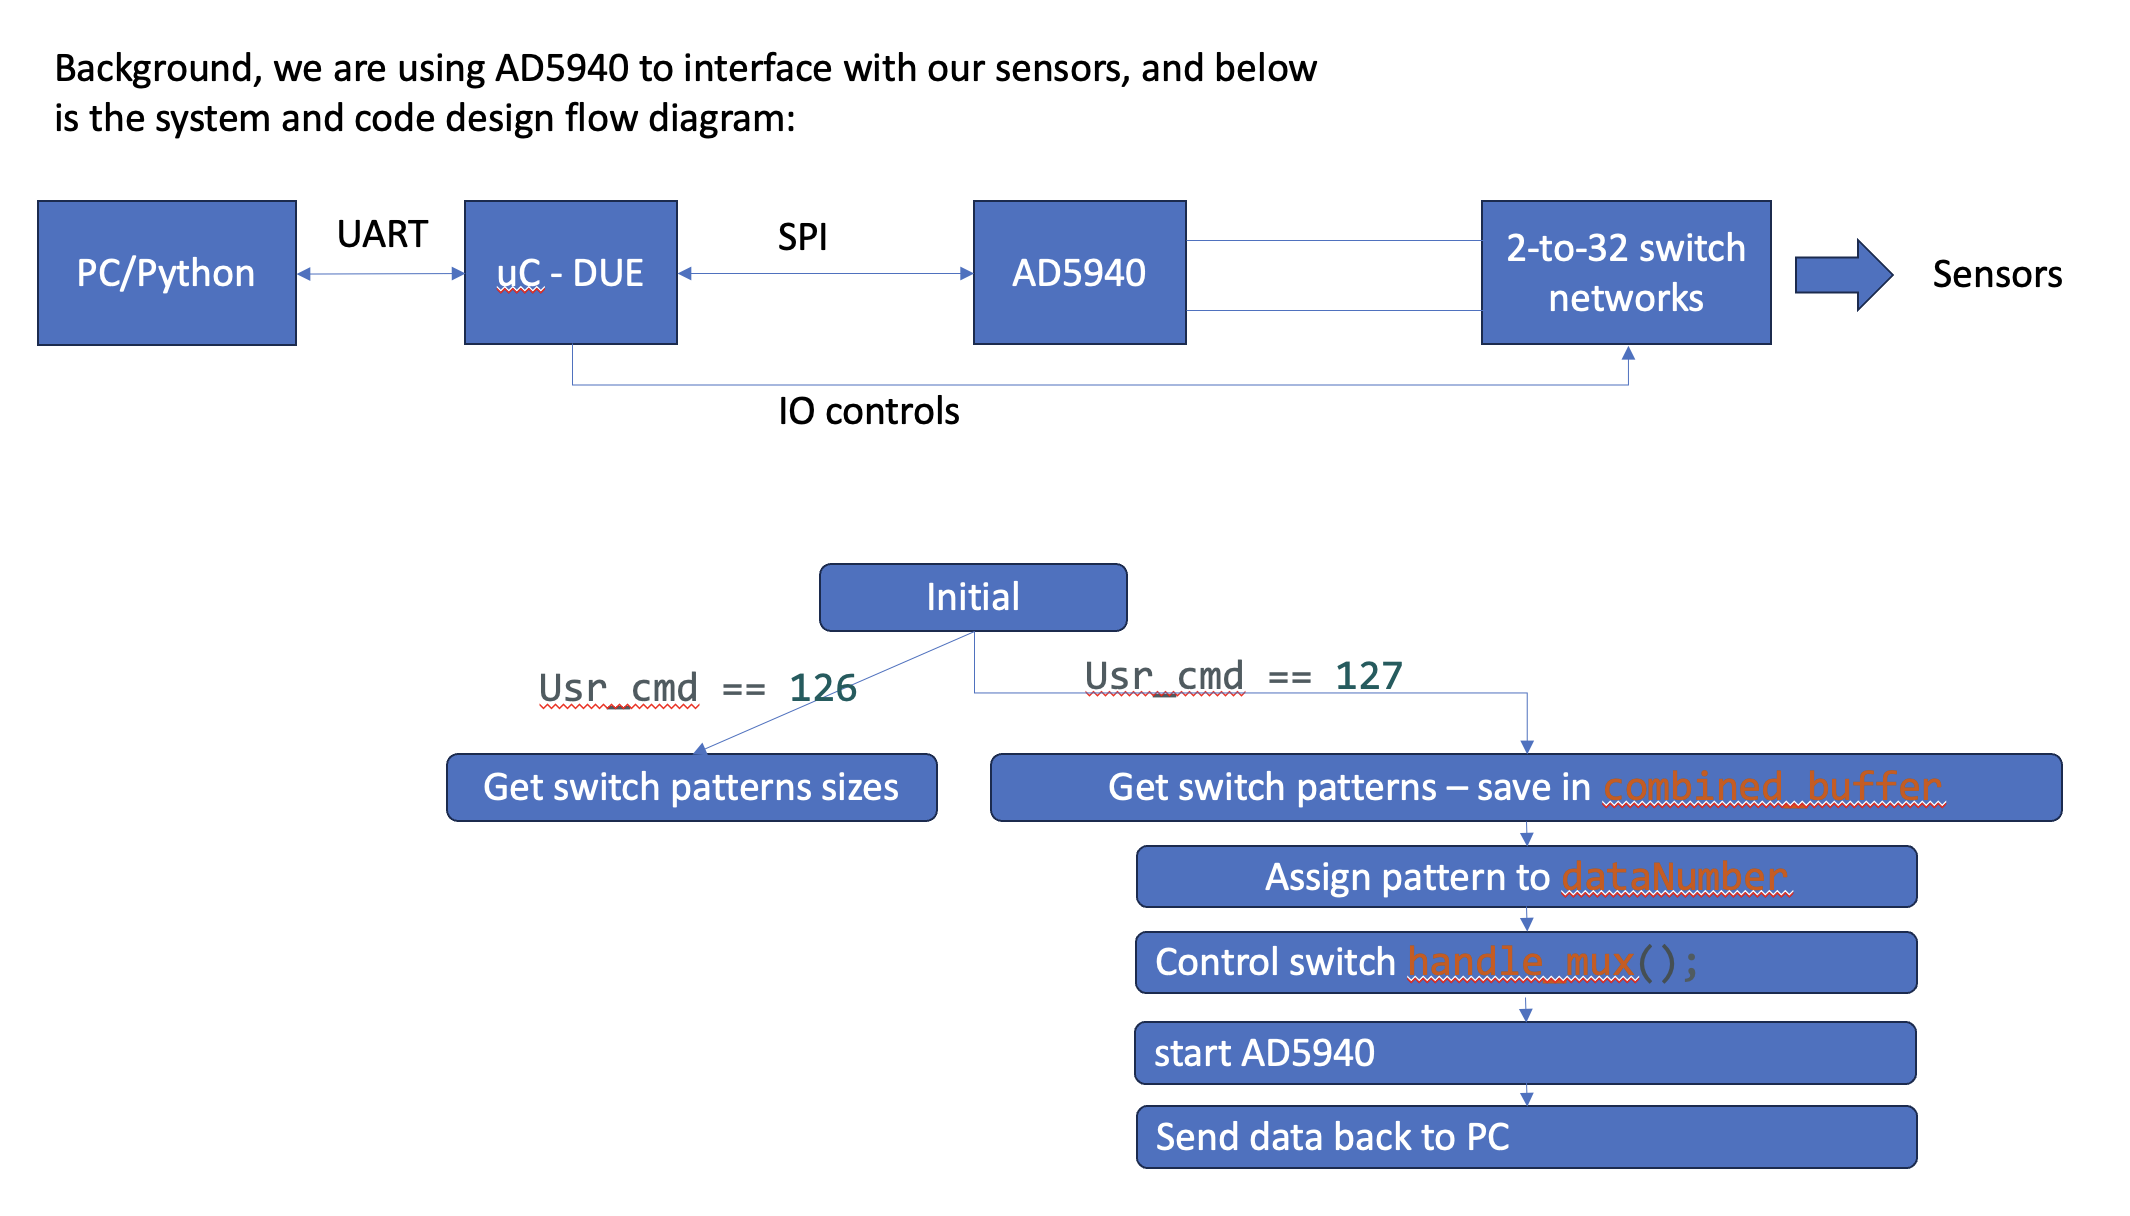 Background, we are using AD5940 to interface with our sensors, and below
is the system and code design flow diagram:
PC/Python
UART
uC - DUE
SPI
AD5940
2-to-32 switch
networks
Sensors
IO controls
Initial
Usr_cmd == 126
Usr_cmd == 127
Get switch patterns sizes
Get switch patterns – save in combined_buffer
Assign pattern to dataNumber
Control switch handle_mux();
start AD5940
Send data back to PC